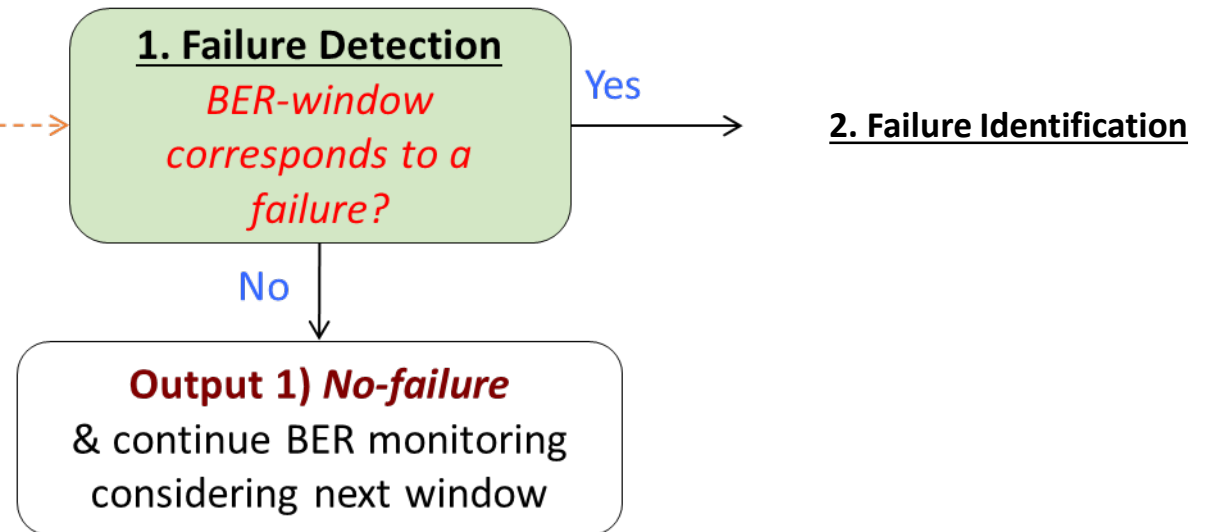 1. Failure Detection
BER-window
corresponds to a
failure?
Yes
2. Failure Identification
No
Output 1) No-failure
& continue BER monitoring
considering next window